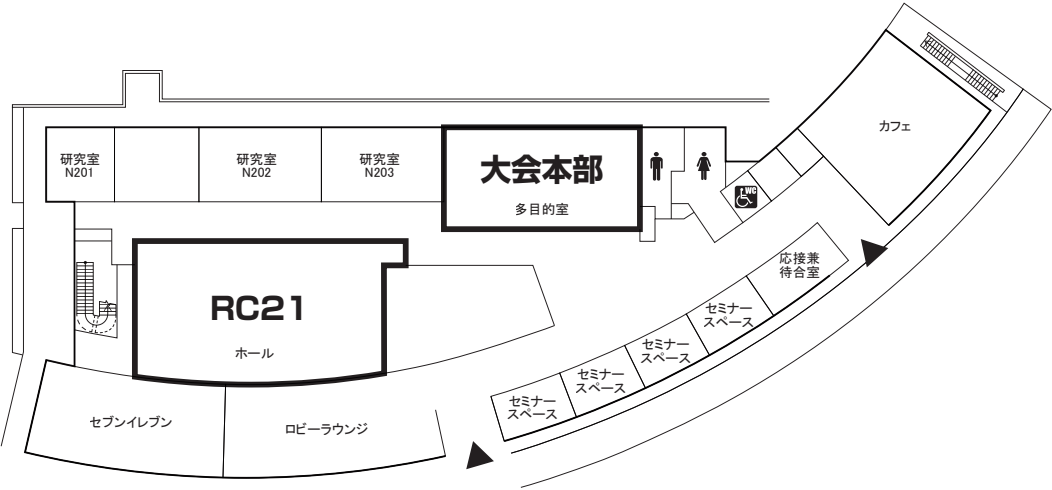 カフェ
研究室
N201
研究室
N202
研究室
N203
大会本部
多目的室
WC
応接兼
待合室
セミナー
スペース
セミナー
スペース
セミナー
スペース
セミナー
スペース
RC21
ホール
セブンイレブン
ロビーラウンジ